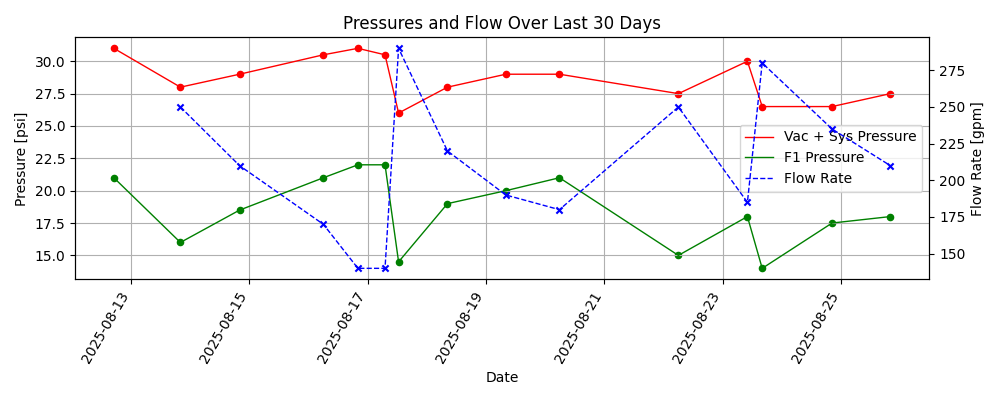 Pressures and Flow Over Last 30 Days
Pressure [psi]
30.0
27.5
25.0
22.5
20.0
17.5
15.0
Vac + Sys Pressure
F1 Pressure
Flow Rate
275
250
225
200
175
150
Flow Rate [gpm]
2025-08-13
2025-08-15
2025-08-17
2025-08-19
2025-08-21
2025-08-23
2025-08-25
Date